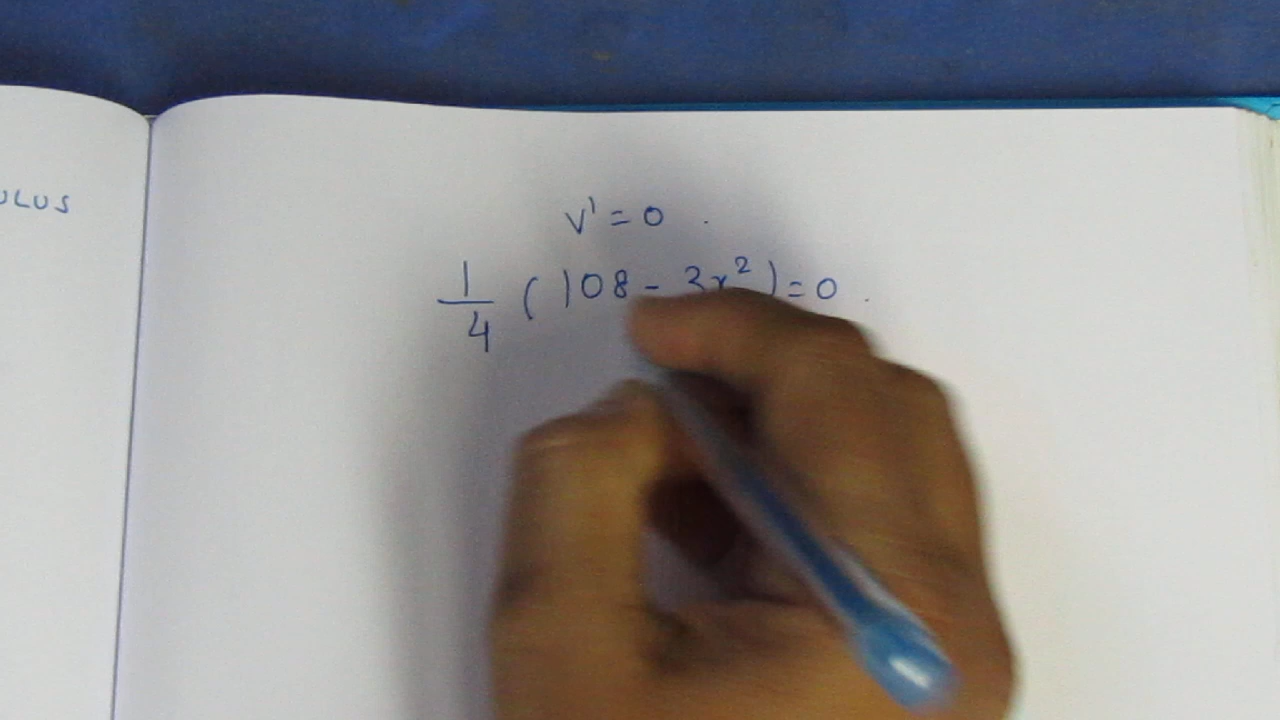 ULUS
V' = 0 .
1/4 (108 - 3x²) = 0 .